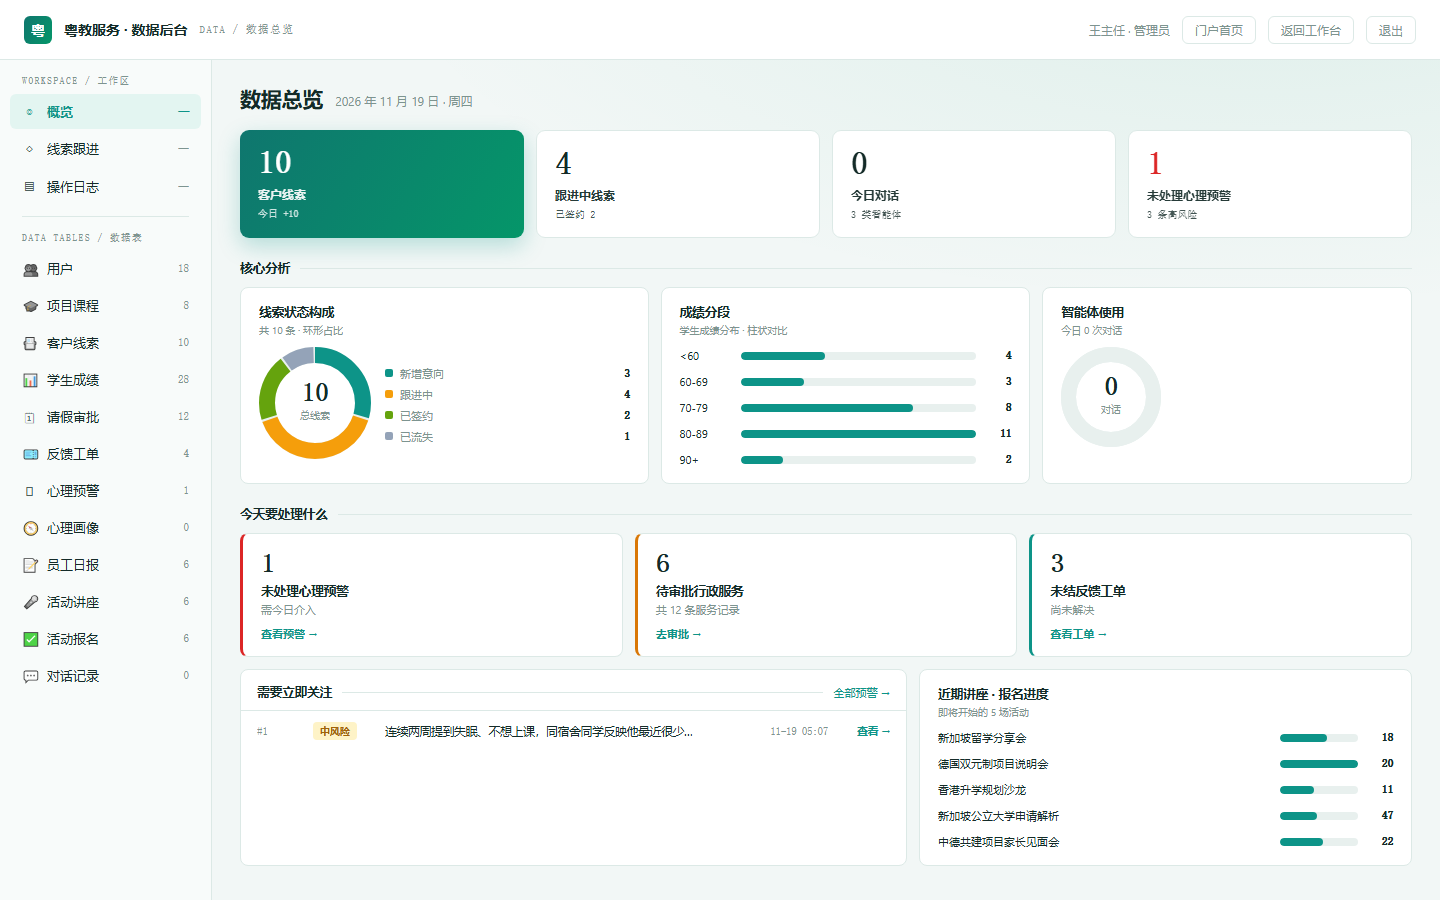 粤 粤教服务 · 数据后台 DATA / 数据总览 王主任 · 管理员 门户首页 返回工作台 退出
WORKSPACE / 工作区
概览 —
线索跟进 —
操作日志 —
DATA TABLES / 数据表
用户 18
项目课程 8
客户线索 10
学生成绩 28
请假审批 12
反馈工单 4
心理预警 1
心理画像 0
员工日报 6
活动讲座 6
活动报名 6
对话记录 0
数据总览 2026 年 11 月 19 日 · 周四
10
客户线索
今日 +10
4
跟进中线索
已签约 2
0
今日对话
3 类智能体
1
未处理心理预警
3 条高风险
核心分析
线索状态构成
共 10 条 · 环形占比
10
总线索
新增意向 3
跟进中 4
已签约 2
已流失 1
成绩分段
学生成绩分布 · 柱状对比
<60 4
60-69 3
70-79 8
80-89 11
90+ 2
智能体使用
今日 0 次对话
0
对话
今天要处理什么
1
未处理心理预警
需今日介入
查看预警 →
6
待审批行政服务
共 12 条服务记录
去审批 →
3
未结反馈工单
尚未解决
查看工单 →
需要立即关注 全部预警 →
#1 中风险 连续两周提到失眠、不想上课，同宿舍同学反映他最近很少... 11-19 05:07 查看 →
近期讲座 · 报名进度
即将开始的 5 场活动
新加坡留学分享会 18
德国双元制项目说明会 20
香港升学规划沙龙 11
新加坡公立大学申请解析 47
中德共建项目家长见面会 22